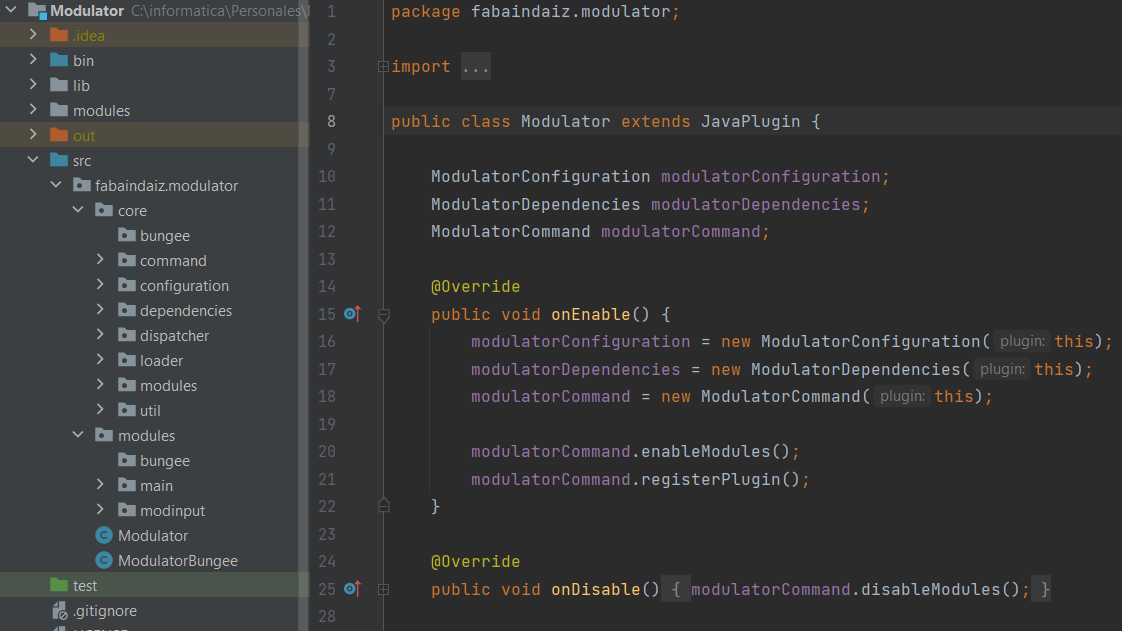 Modulator C:\informatica\Personales\
.idea
bin
lib
modules
out
src
fabaindaiz.modulator
core
bungee
command
configuration
dependencies
dispatcher
loader
modules
util
modules
bungee
main
modinput
Modulator
ModulatorBungee
test
.gitignore
1 package fabaindaiz.modulator;
2
3 import ...
7
8 public class Modulator extends JavaPlugin {
9
10 ModulatorConfiguration modulatorConfiguration;
11 ModulatorDependencies modulatorDependencies;
12 ModulatorCommand modulatorCommand;
13
14 @Override
15 public void onEnable() {
16 modulatorConfiguration = new ModulatorConfiguration( plugin: this);
17 modulatorDependencies = new ModulatorDependencies( plugin: this);
18 modulatorCommand = new ModulatorCommand( plugin: this);
19
20 modulatorCommand.enableModules();
21 modulatorCommand.registerPlugin();
22 }
23
24 @Override
25 public void onDisable() { modulatorCommand.disableModules(); }
28